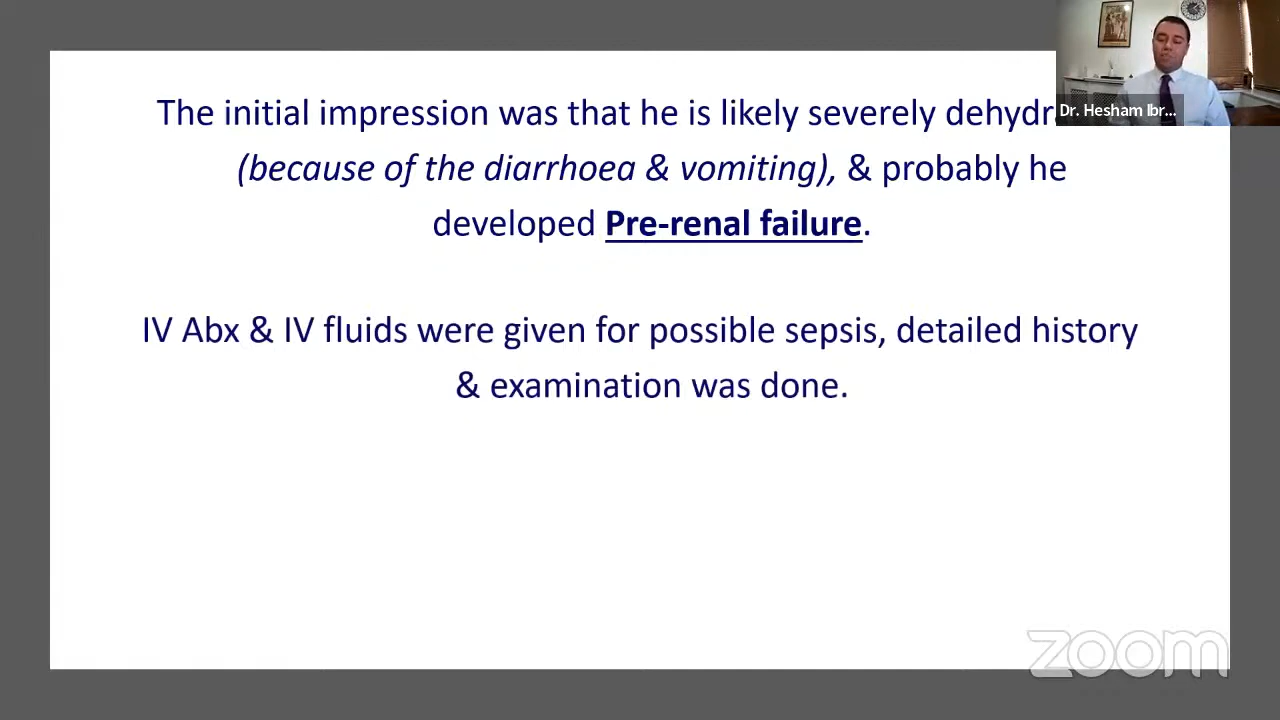 The initial impression was that he is likely severely
(because of the diarrhoea & vomiting), & probably he
developed Pre-renal failure.
IV Abx & IV fluids were given for possible sepsis, detailed history
& examination was done.
Dr. Hesham Ibr...
zoom